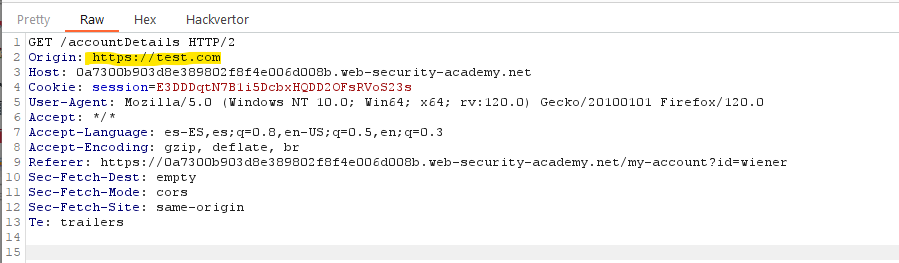 Pretty Raw Hex Hackvertor
1 GET /accountDetails HTTP/2
2 Origin: https://test.com
3 Host: 0a7300b903d8e389802f8f4e006d008b.web-security-academy.net
4 Cookie: session=E3DDDqtN7B1i5DcbxHQDD2OFsRVoS23s
5 User-Agent: Mozilla/5.0 (Windows NT 10.0; Win64; x64; rv:120.0) Gecko/20100101 Firefox/120.0
6 Accept: */*
7 Accept-Language: es-ES,es;q=0.8,en-US;q=0.5,en;q=0.3
8 Accept-Encoding: gzip, deflate, br
9 Referer: https://0a7300b903d8e389802f8f4e006d008b.web-security-academy.net/my-account?id=wiener
10 Sec-Fetch-Dest: empty
11 Sec-Fetch-Mode: cors
12 Sec-Fetch-Site: same-origin
13 Te: trailers
14
15